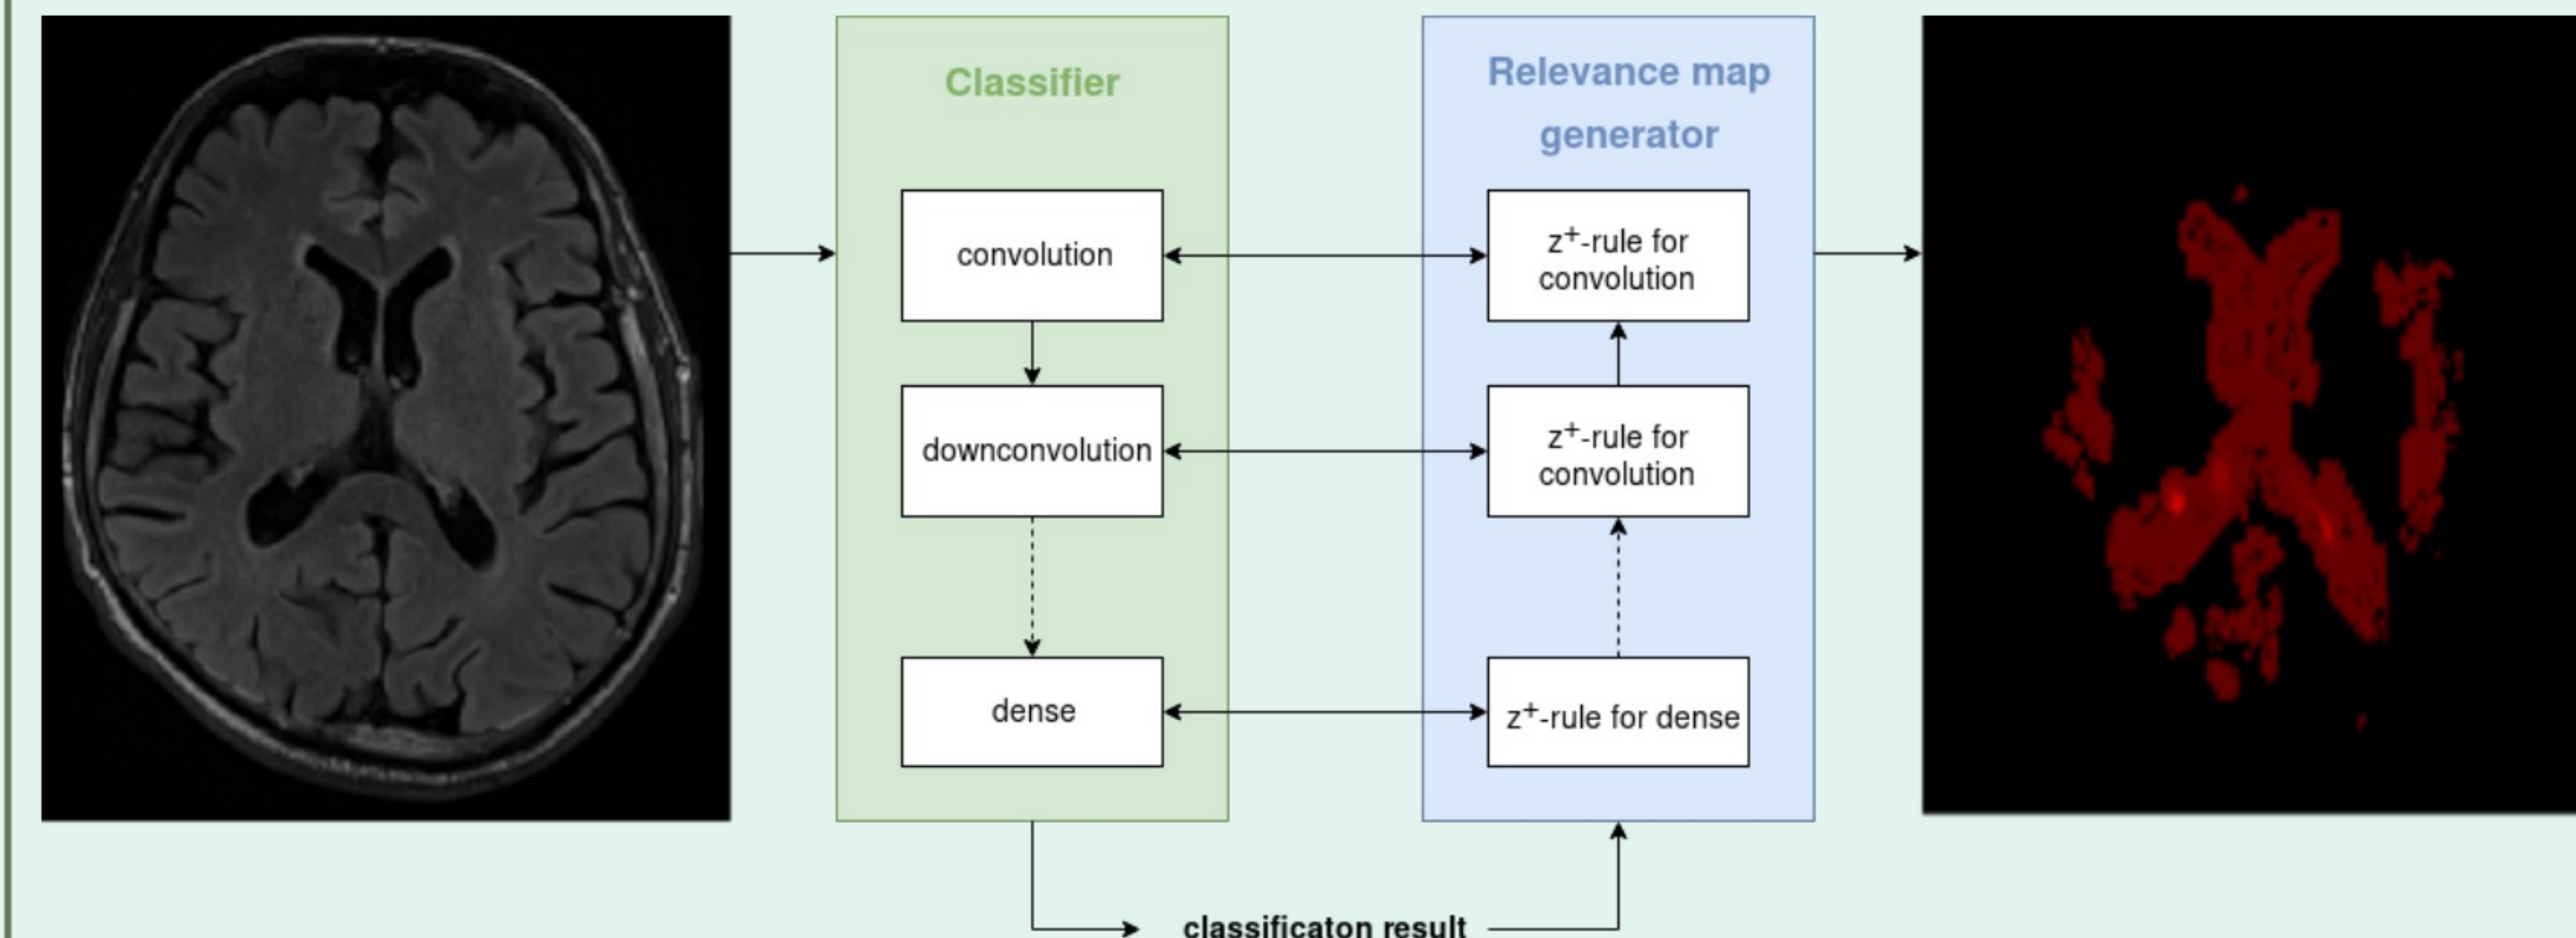 Classifier
convolution
downconvolution
dense
Relevance map
generator
z⁺-rule for
convolution
z⁺-rule for
convolution
z⁺-rule for dense
classificaton result